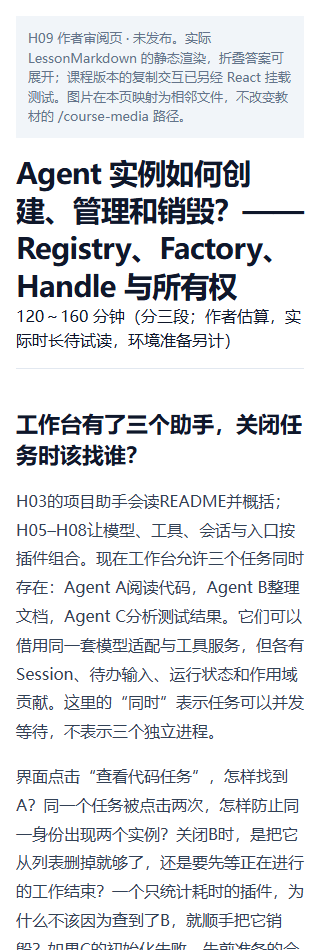 H09 作者审阅页 · 未发布。实际
LessonMarkdown 的静态渲染，折叠答案可
展开；课程版本的复制交互已另经 React 挂载
测试。图片在本页映射为相邻文件，不改变教
材的 /course-media 路径。
Agent 实例如何创
建、管理和销毁？——
Registry、Factory、
Handle 与所有权
120～160 分钟（分三段；作者估算，实
际时长待试读，环境准备另计）
工作台有了三个助手，关闭任
务时该找谁？
H03的项目助手会读README并概括；
H05–H08让模型、工具、会话与入口按
插件组合。现在工作台允许三个任务同时
存在：Agent A阅读代码，Agent B整理
文档，Agent C分析测试结果。它们可以
借用同一套模型适配与工具服务，但各有
Session、待办输入、运行状态和作用域
贡献。这里的“同时”表示任务可以并发
等待，不表示三个独立进程。
界面点击“查看代码任务”，怎样找到
A？同一个任务被点击两次，怎样防止同
一身份出现两个实例？关闭B时，是把它
从列表删掉就够了，还是要先等正在进行
的工作结束？一个只统计耗时的插件，为
什么不该因为查到了B，就顺手把它销
毁？如果C的初始化失败，先前准备的会